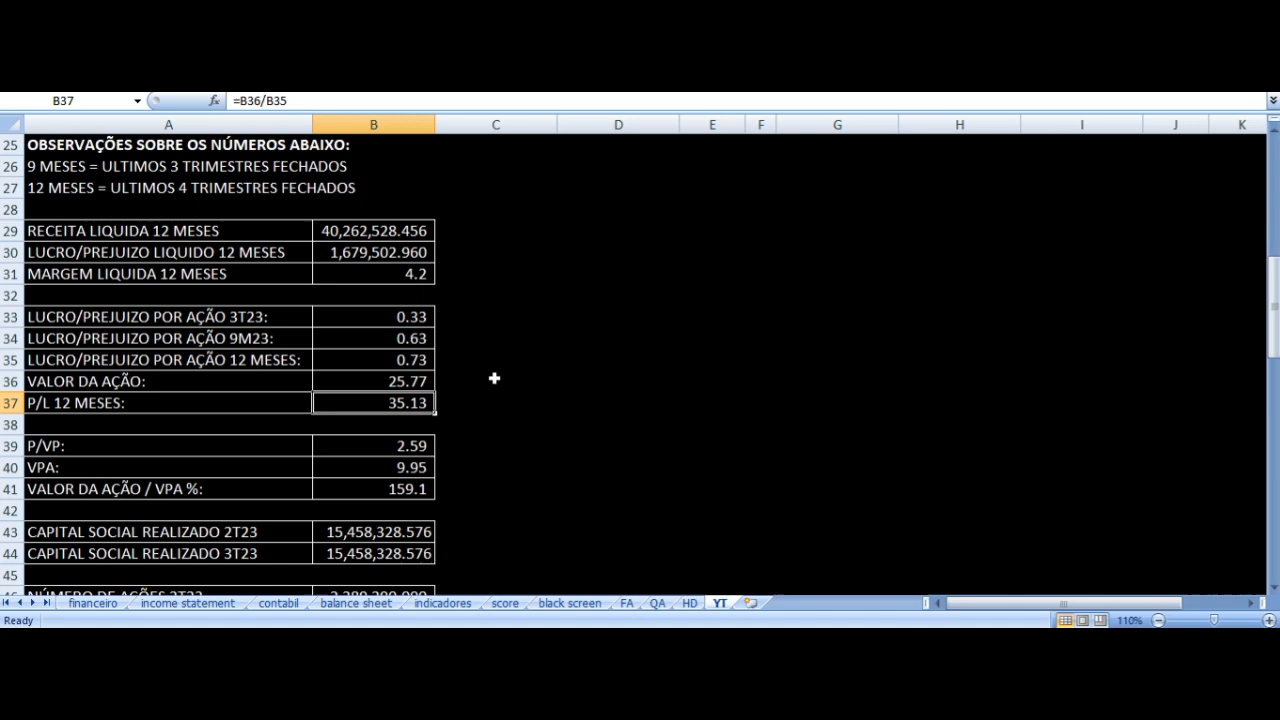 B37 =B36/B35
A B C D E F G H I J K
25 OBSERVAÇÕES SOBRE OS NÚMEROS ABAIXO:
26 9 MESES = ULTIMOS 3 TRIMESTRES FECHADOS
27 12 MESES = ULTIMOS 4 TRIMESTRES FECHADOS
28
29 RECEITA LIQUIDA 12 MESES 40,262,528.456
30 LUCRO/PREJUIZO LIQUIDO 12 MESES 1,679,502.960
31 MARGEM LIQUIDA 12 MESES 4.2
32
33 LUCRO/PREJUIZO POR AÇÃO 3T23: 0.33
34 LUCRO/PREJUIZO POR AÇÃO 9M23: 0.63
35 LUCRO/PREJUIZO POR AÇÃO 12 MESES: 0.73
36 VALOR DA AÇÃO: 25.77
37 P/L 12 MESES: 35.13
38
39 P/VP: 2.59
40 VPA: 9.95
41 VALOR DA AÇÃO / VPA %: 159.1
42
43 CAPITAL SOCIAL REALIZADO 2T23 15,458,328.576
44 CAPITAL SOCIAL REALIZADO 3T23 15,458,328.576
45
financeiro income statement contabil balance sheet indicadores score black screen FA QA HD YT
Ready 110%